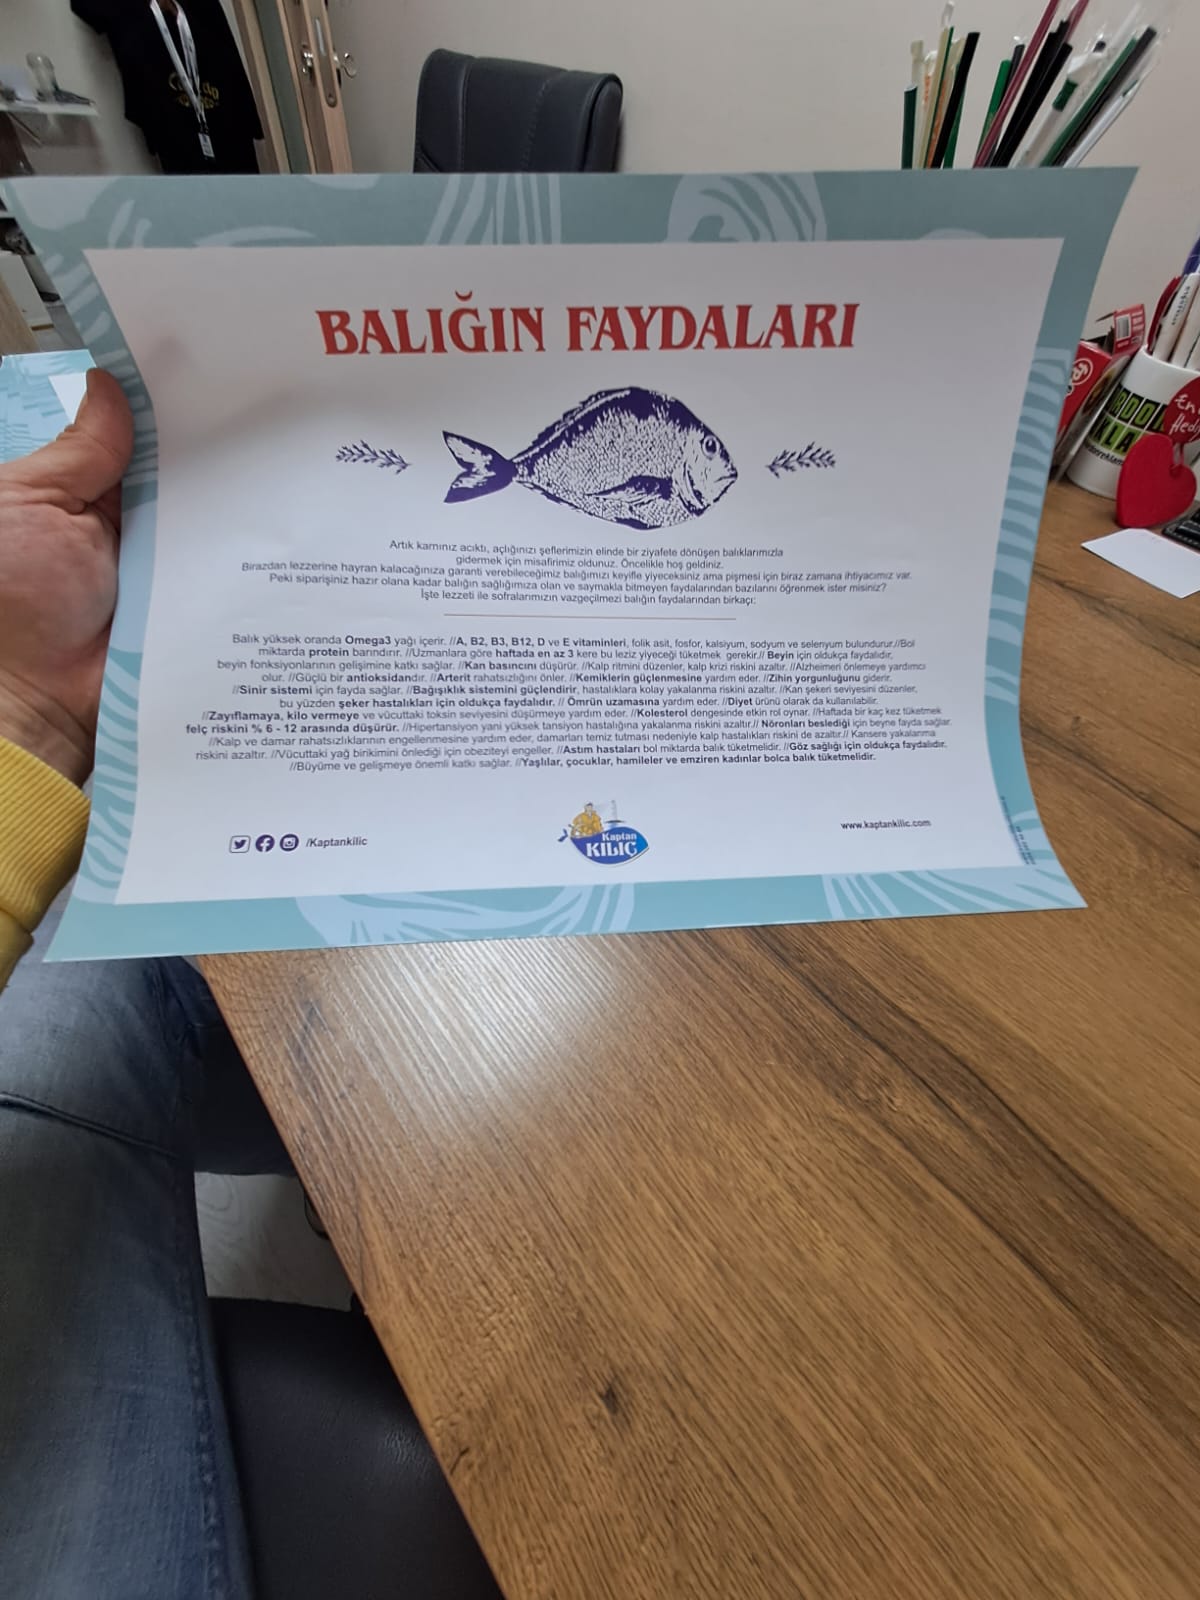 BALIĞIN FAYDALARI
Artık karnınız acıktı, açlığınızı şeflerimizin elinde bir ziyafete dönüşen balıklarımızla
gidermek için misafirimiz oldunuz. Öncelikle hoş geldiniz.
Birazdan lezzerine hayran kalacağınıza garanti verebileceğimiz balığımızı keyifle yiyeceksiniz ama pişmesi için biraz zamana ihtiyacımız var.
Peki siparişiniz hazır olana kadar balığın sağlığımıza olan ve saymakla bitmeyen faydalarından bazılarını öğrenmek ister misiniz?
İşte lezzeti ile sofralarımızın vazgeçilmezi balığın faydalarından birkaçı:
Balık yüksek oranda Omega3 yağı içerir. //A, B2, B3, B12, D ve E vitaminleri, folik asit, fosfor, kalsiyum, sodyum ve selenyum bulundurur.//Bol
miktarda protein barındırır. //Uzmanlara göre haftada en az 3 kere bu leziz yiyeceği tüketmek gerekir.// Beyin için oldukça faydalıdır,
beyin fonksiyonlarının gelişimine katkı sağlar. //Kan basıncını düşürür. //Kalp ritmini düzenler, kalp krizi riskini azaltır. //Alzheimeri önlemeye yardımcı
olur. //Güçlü bir antioksidandır. //Arterit rahatsızlığını önler. //Kemiklerin güçlenmesine yardım eder. //Zihin yorgunluğunu giderir.
//Sinir sistemi için fayda sağlar. //Bağışıklık sistemini güçlendirir, hastalıklara kolay yakalanma riskini azaltır. //Kan şekeri seviyesini düzenler,
bu yüzden şeker hastalıkları için oldukça faydalıdır. // Ömrün uzamasına yardım eder. //Diyet ürünü olarak da kullanılabilir.
//Zayıflamaya, kilo vermeye ve vücuttaki toksin seviyesini düşürmeye yardım eder. //Kolesterol dengesinde etkin rol oynar. //Haftada bir kaç kez tüketmek
felç riskini % 6 - 12 arasında düşürür. //Hipertansiyon yani yüksek tansiyon hastalığına yakalanma riskini azaltır.// Nöronları beslediği için beyne fayda sağlar.
//Kalp ve damar rahatsızlıklarının engellenmesine yardım eder, damarları temiz tutması nedeniyle kalp hastalıkları riskini de azaltır.// Kansere yakalanma
riskini azaltır. //Vücuttaki yağ birikimini önlediği için obeziteyi engeller. //Astım hastaları bol miktarda balık tüketmelidir. //Göz sağlığı için oldukça faydalıdır.
//Büyüme ve gelişmeye önemli katkı sağlar. //Yaşlılar, çocuklar, hamileler ve emziren kadınlar bolca balık tüketmelidir.
/Kaptankilic
Kaptan
KILIÇ
www.kaptankilic.com